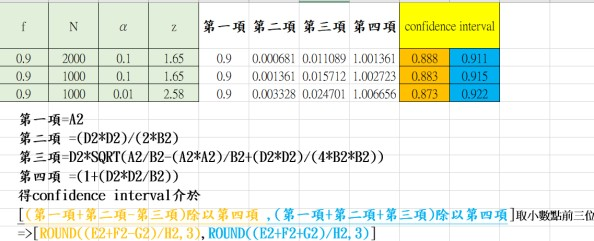 f N α z 第一項 第二項 第三項 第四項 confidence interval
0.9 2000 0.1 1.65 0.9 0.000681 0.011089 1.001361 0.888 0.911
0.9 1000 0.1 1.65 0.9 0.001361 0.015712 1.002723 0.883 0.915
0.9 1000 0.01 2.58 0.9 0.003328 0.024701 1.006656 0.873 0.922
第一項=A2
第二項 =(D2*D2)/(2*B2)
第三項=D2*SQRT(A2/B2-(A2*A2)/B2+(D2*D2)/(4*B2*B2))
第四項 =(1+(D2*D2/B2))
得confidence interval介於
[(第一項+第二項-第三項)除以第四項 ,(第一項+第二項+第三項)除以第四項]取小數點前三位
=>[ROUND((E2+F2-G2)/H2,3),ROUND((E2+F2+G2)/H2,3)]